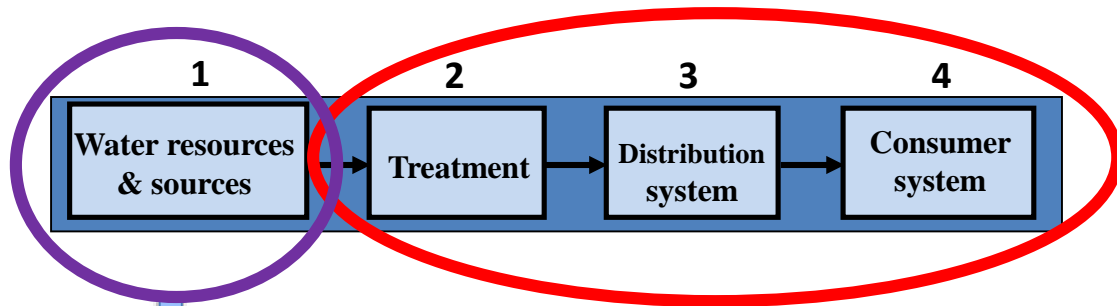 1
2
3
4
Water resources
& sources
Treatment
Distribution
system
Consumer
system